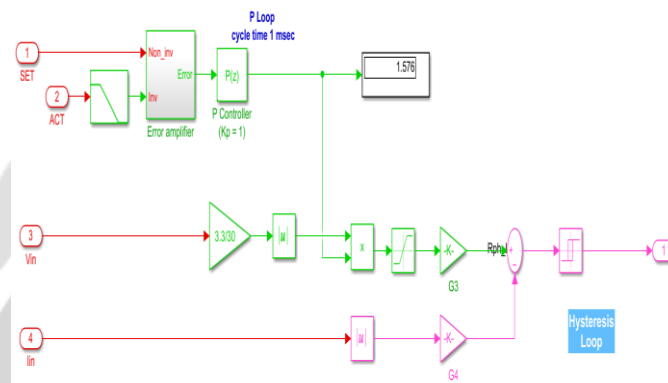 P Loop
cycle time 1 msec
1
SET
2
ACT
Non_inv
Inv
Error
Error amplifier
P(z)
P Controller
(Kp = 1)
1.576
3
Vin
3.3/30
|u|
x
-K-
G3
+
-
1
4
Iin
|u|
-K-
G4
Hysteresis
Loop